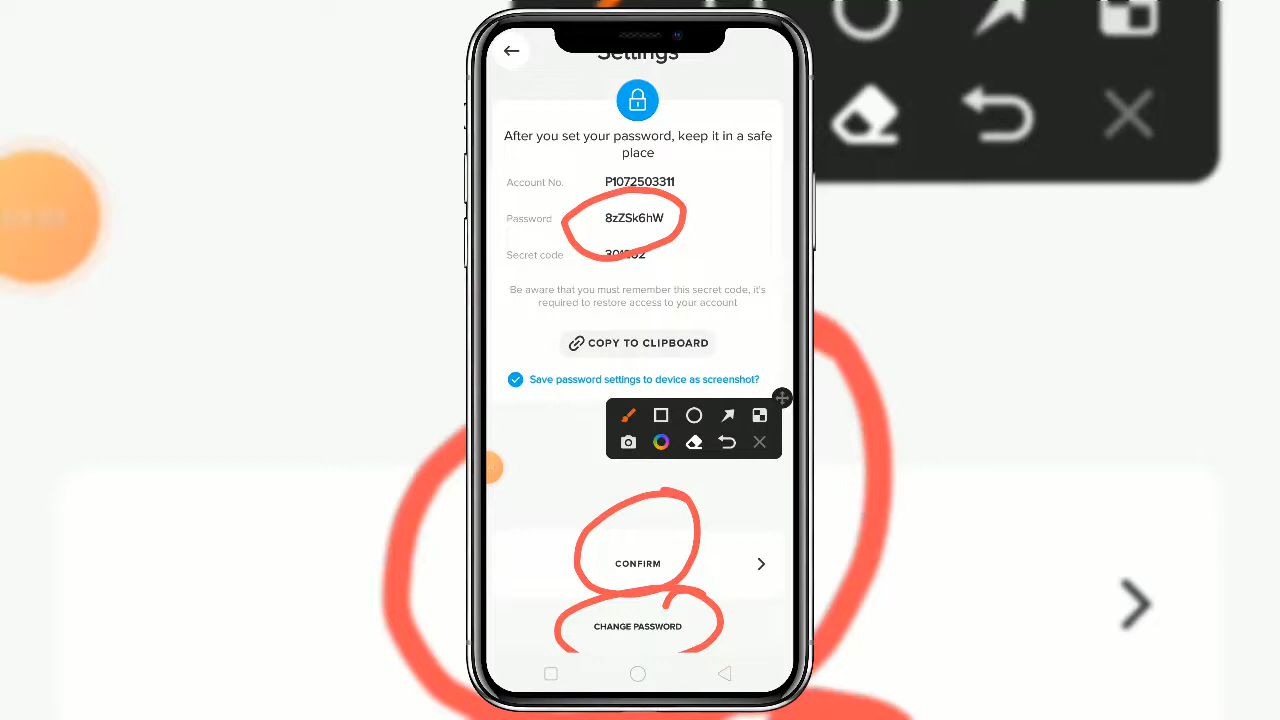 Settings
After you set your password, keep it in a safe
place
Account No. P1072503311
Password 8zZSk6hW
Secret code
Be aware that you must remember this secret code, it's
required to restore access to your account
COPY TO CLIPBOARD
Save password settings to device as screenshot?
CONFIRM
CHANGE PASSWORD